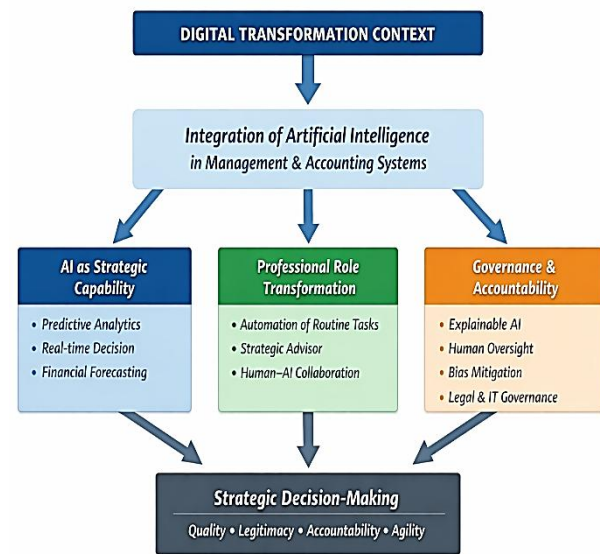 DIGITAL TRANSFORMATION CONTEXT
Integration of Artificial Intelligence
in Management & Accounting Systems
AI as Strategic
Capability
• Predictive Analytics
• Real-time Decision
• Financial Forecasting
Professional Role
Transformation
• Automation of Routine Tasks
• Strategic Advisor
• Human–AI Collaboration
Governance &
Accountability
• Explainable AI
• Human Oversight
• Bias Mitigation
• Legal & IT Governance
Strategic Decision-Making
Quality • Legitimacy • Accountability • Agility